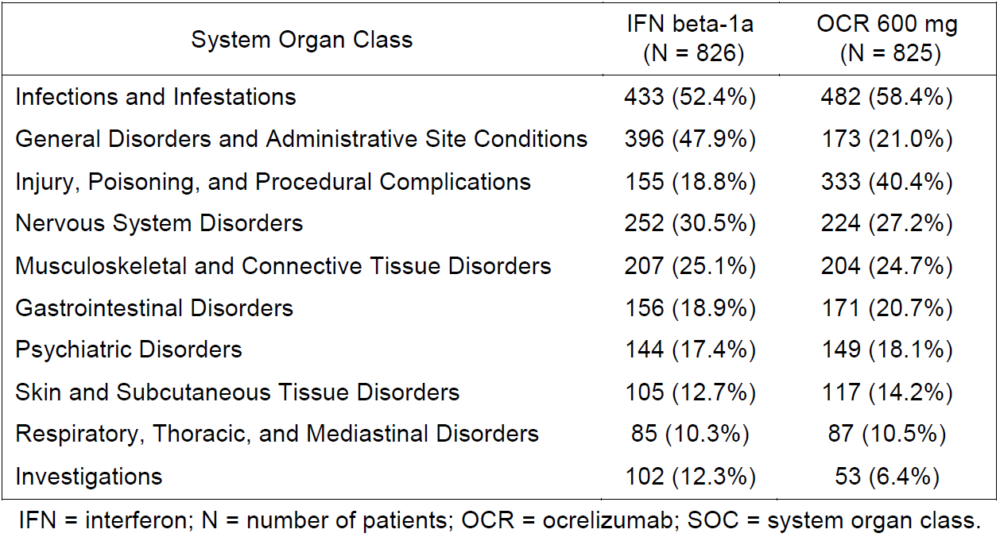 System Organ Class IFN beta-1a (N = 826) OCR 600 mg (N = 825)
Infections and Infestations 433 (52.4%) 482 (58.4%)
General Disorders and Administrative Site Conditions 396 (47.9%) 173 (21.0%)
Injury, Poisoning, and Procedural Complications 155 (18.8%) 333 (40.4%)
Nervous System Disorders 252 (30.5%) 224 (27.2%)
Musculoskeletal and Connective Tissue Disorders 207 (25.1%) 204 (24.7%)
Gastrointestinal Disorders 156 (18.9%) 171 (20.7%)
Psychiatric Disorders 144 (17.4%) 149 (18.1%)
Skin and Subcutaneous Tissue Disorders 105 (12.7%) 117 (14.2%)
Respiratory, Thoracic, and Mediastinal Disorders 85 (10.3%) 87 (10.5%)
Investigations 102 (12.3%) 53 (6.4%)
IFN = interferon; N = number of patients; OCR = ocrelizumab; SOC = system organ class.